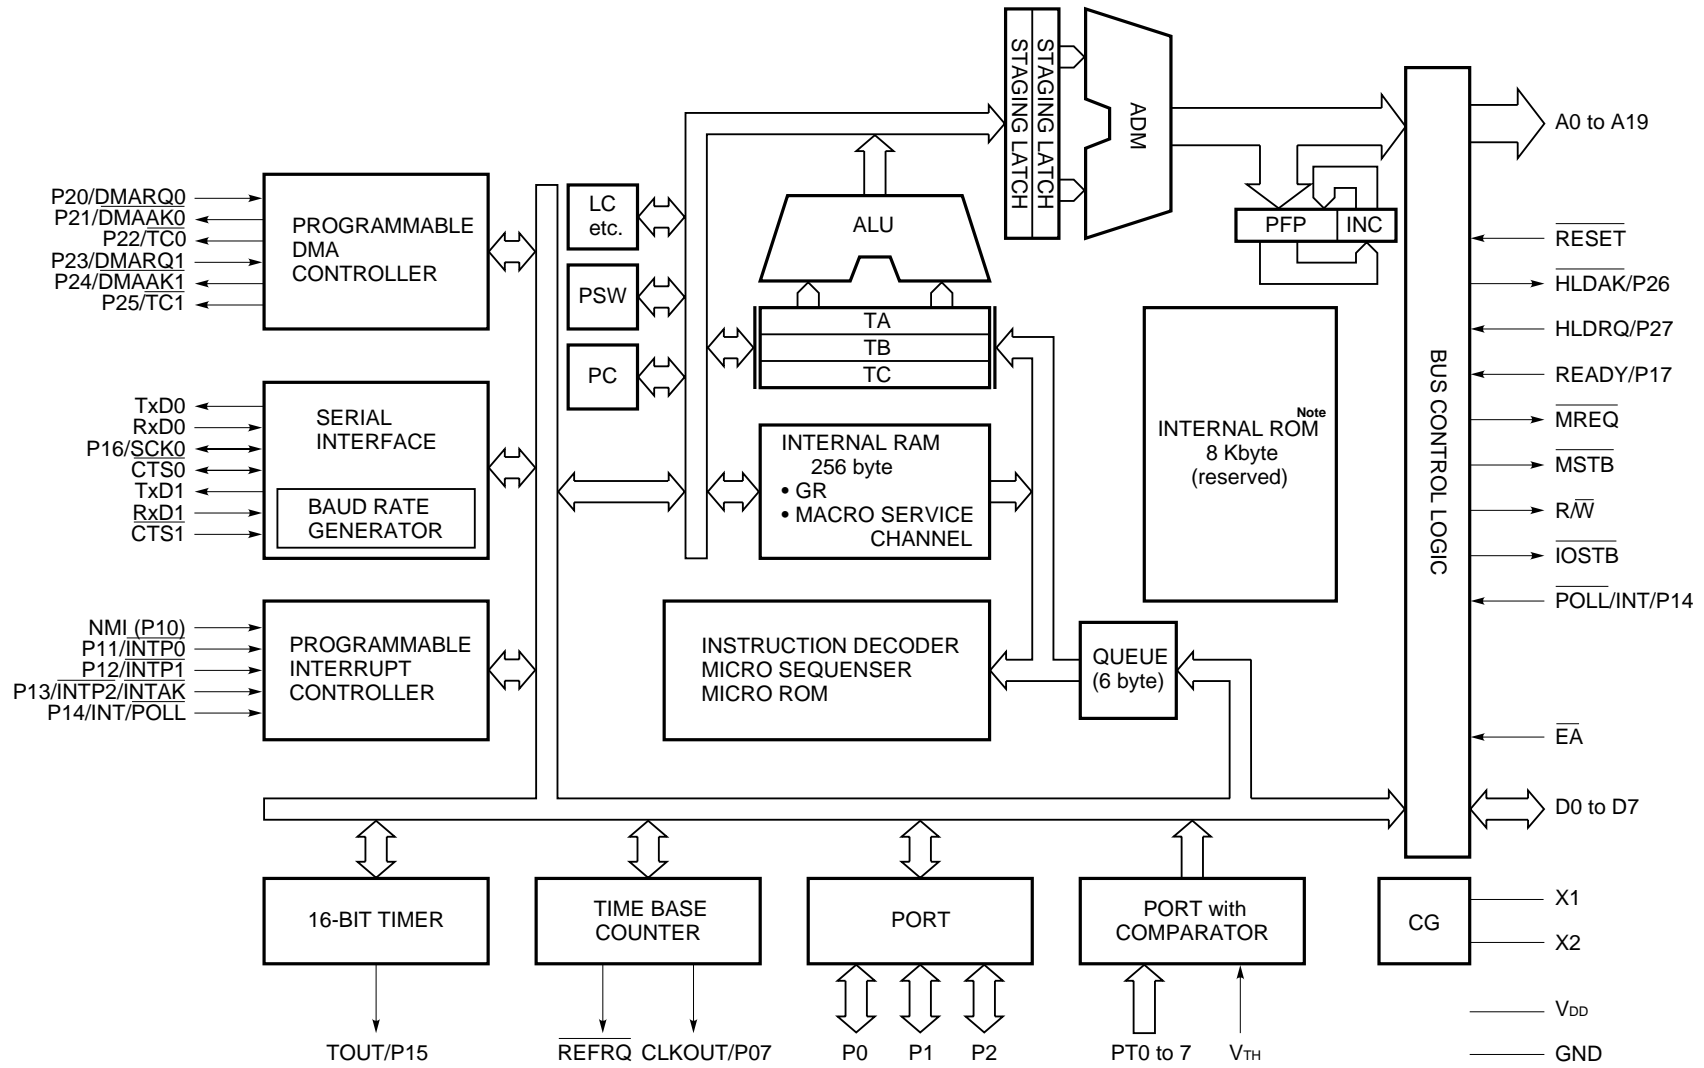 STAGING LATCH
STAGING LATCH
ADM
A0 to A19
P20/DMARQ0
P21/DMAAK0
P22/TC0
P23/DMARQ1
P24/DMAAK1
P25/TC1
PROGRAMMABLE
DMA
CONTROLLER
LC
etc.
PSW
PC
ALU
TA
TB
TC
PFP
INC
BUS CONTROL LOGIC
RESET
HLDAK/P26
HLDRQ/P27
READY/P17
MREQ
MSTB
R/W
IOSTB
POLL/INT/P14
EA
D0 to D7
TxD0
RxD0
P16/SCK0
CTS0
TxD1
RxD1
CTS1
SERIAL
INTERFACE
BAUD RATE
GENERATOR
INTERNAL RAM
256 byte
• GR
• MACRO SERVICE
CHANNEL
INTERNAL ROM Note
8 Kbyte
(reserved)
NMI (P10)
P11/INTP0
P12/INTP1
P13/INTP2/INTAK
P14/INT/POLL
PROGRAMMABLE
INTERRUPT
CONTROLLER
INSTRUCTION DECODER
MICRO SEQUENSER
MICRO ROM
QUEUE
(6 byte)
16-BIT TIMER
TIME BASE
COUNTER
PORT
PORT with
COMPARATOR
CG
X1
X2
VDD
GND
TOUT/P15
REFRQ
CLKOUT/P07
P0
P1
P2
PT0 to 7
VTH